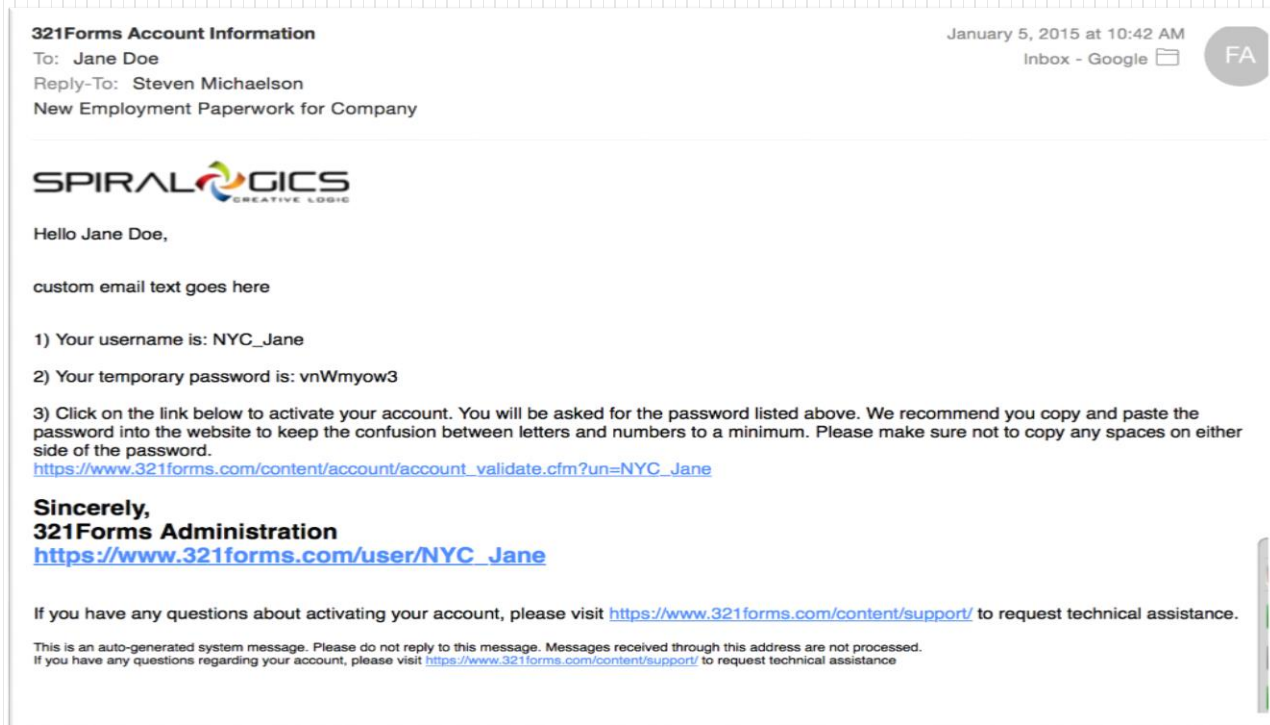 321Forms Account Information
January 5, 2015 at 10:42 AM
To: Jane Doe
Inbox - Google
FA
Reply-To: Steven Michaelson
New Employment Paperwork for Company
SPIRALOGICS
CREATIVE LOGIC
Hello Jane Doe,
custom email text goes here
1) Your username is: NYC_Jane
2) Your temporary password is: vnWmyow3
3) Click on the link below to activate your account. You will be asked for the password listed above. We recommend you copy and paste the
password into the website to keep the confusion between letters and numbers to a minimum. Please make sure not to copy any spaces on either
side of the password.
https://www.321forms.com/content/account/account_validate.cfm?un=NYC_Jane
Sincerely,
321Forms Administration
https://www.321forms.com/user/NYC_Jane
If you have any questions about activating your account, please visit https://www.321forms.com/content/support/ to request technical assistance.
This is an auto-generated system message. Please do not reply to this message. Messages received through this address are not processed.
If you have any questions regarding your account, please visit https://www.321forms.com/content/support/ to request technical assistance